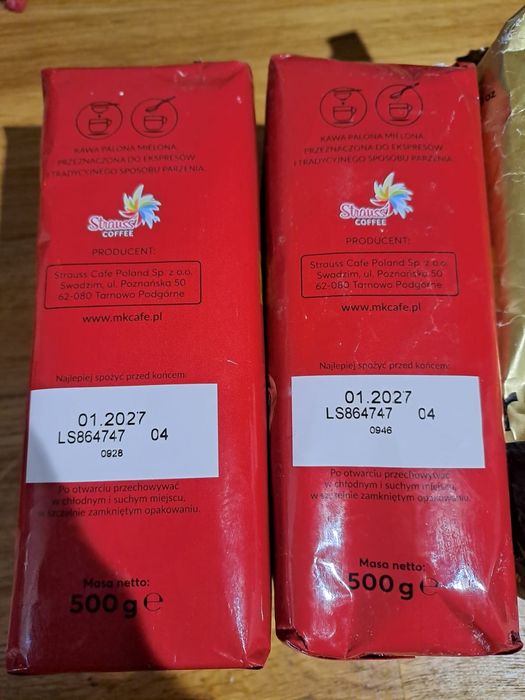 KAWA PALONA MIELONA.
PRZEZNACZONA DO EKSPRESÓW
I TRADYCYJNEGO SPOSOBU PARZENIA.
Strauss
COFFEE
PRODUCENT:
Strauss Cafe Poland Sp. z o.o.
Swadzim, ul. Poznańska 50
62-080 Tarnowo Podgórne
www.mkcafe.pl
Najlepiej spożyć przed końcem:
01.2027
LS864747 04
0928
Po otwarciu przechowywać
w chłodnym i suchym miejscu,
w szczelnie zamkniętym opakowaniu.
Masa netto:
500 g ℮
KAWA PALONA MIELONA.
PRZEZNACZONA DO EKSPRESÓW
I TRADYCYJNEGO SPOSOBU PARZENIA.
Strauss
COFFEE
PRODUCENT:
Strauss Cafe Poland Sp. z o.o.
Swadzim, ul. Poznańska 50
62-080 Tarnowo Podgórne
www.mkcafe.pl
Najlepiej spożyć przed końcem:
01.2027
LS864747 04
0946
Po otwarciu przechowywać
w chłodnym i suchym miejscu,
w szczelnie zamkniętym opakowaniu.
Masa netto:
500 g ℮